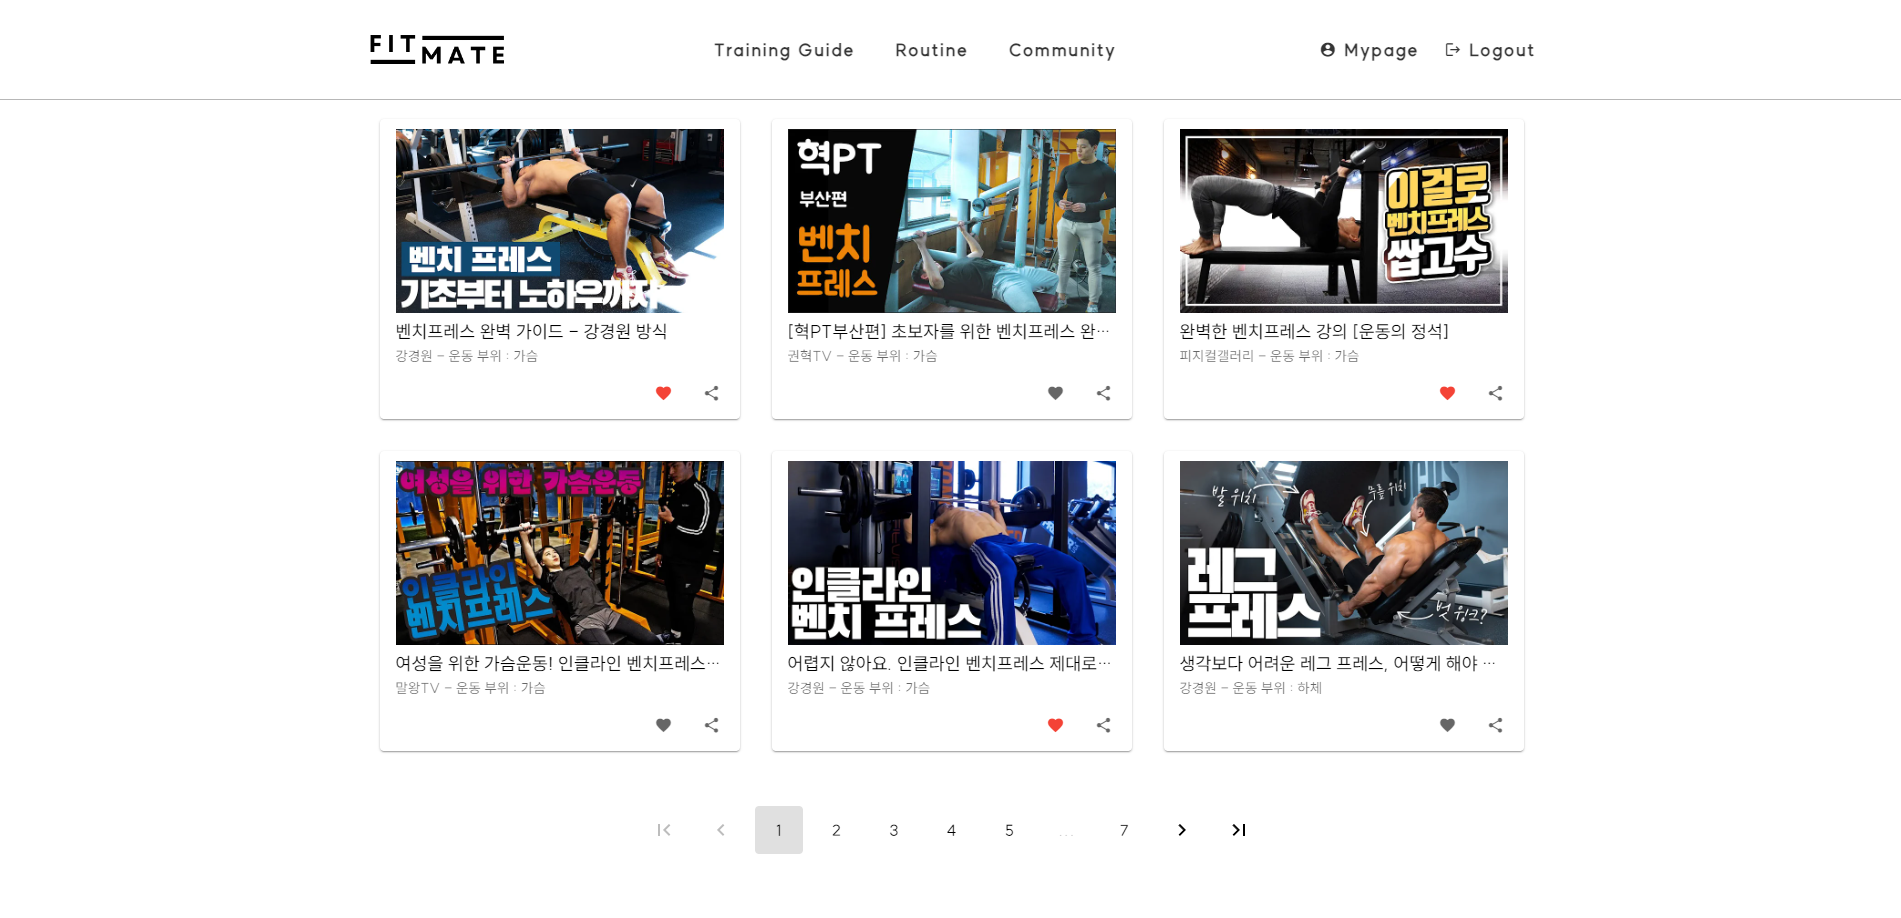 FIT MATE
Training Guide
Routine
Community
Mypage
Logout
벤치 프레스
기초부터 노하우까지
벤치프레스 완벽 가이드 - 강경원 방식
강경원 - 운동 부위 : 가슴
혁PT
부산편
벤치
프레스
[혁PT부산편] 초보자를 위한 벤치프레스 완...
권혁TV - 운동 부위 : 가슴
이걸로
벤치프레스
쌉고수
완벽한 벤치프레스 강의 [운동의 정석]
피지컬갤러리 - 운동 부위 : 가슴
여성을 위한 가슴운동
인클라인
벤치프레스
여성을 위한 가슴운동! 인클라인 벤치프레스...
말왕TV - 운동 부위 : 가슴
인클라인
벤치 프레스
어렵지 않아요. 인클라인 벤치프레스 제대로...
강경원 - 운동 부위 : 가슴
발 위치
무릎 위치
레그
프레스
벗 윙크?
생각보다 어려운 레그 프레스, 어떻게 해야 ...
강경원 - 운동 부위 : 하체
1 2 3 4 5 ... 7